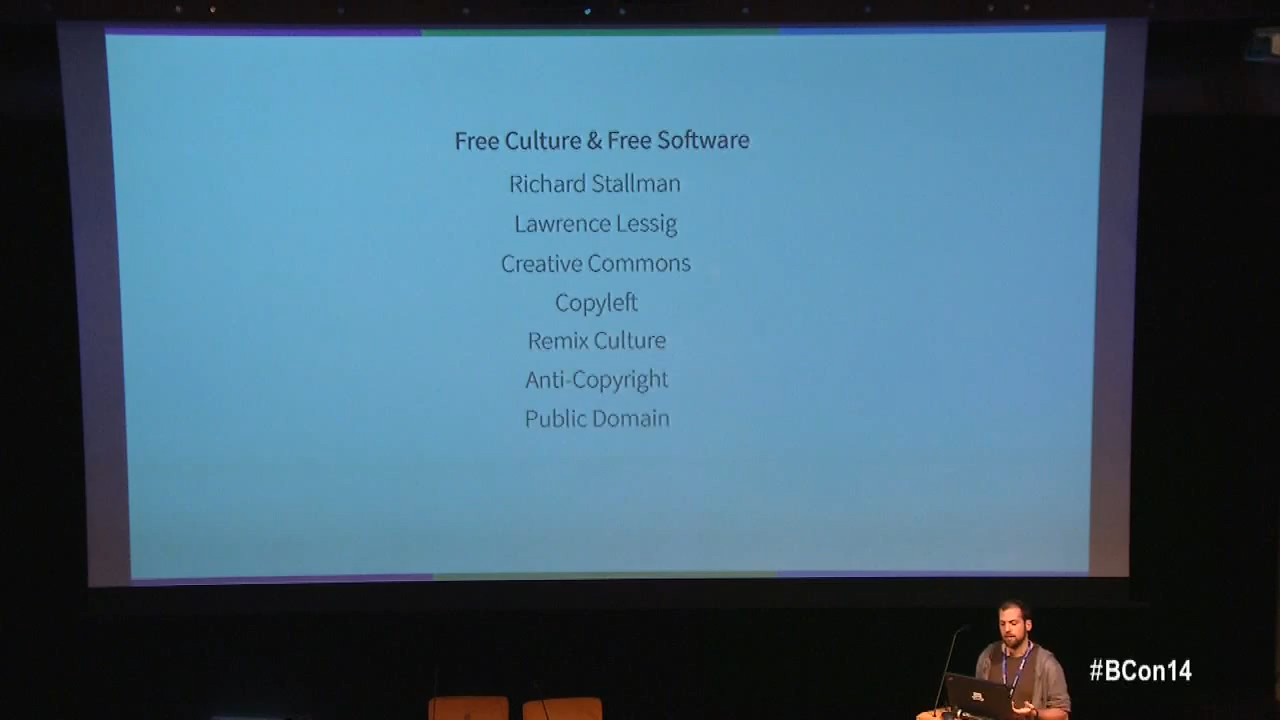 Free Culture & Free Software
Richard Stallman
Lawrence Lessig
Creative Commons
Copyleft
Remix Culture
Anti-Copyright
Public Domain
#BCon14